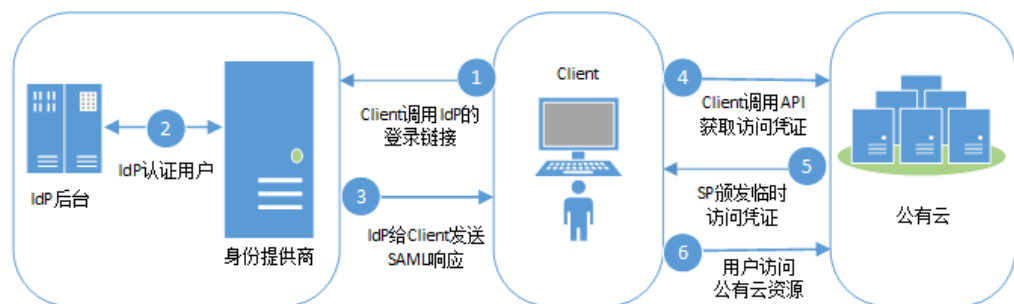 1
Client调用IdP的
登录链接
2
IdP认证用户
IdP后台
身份提供商
3
IdP给Client发送
SAML响应
Client
4
Client调用API
获取访问凭证
5
SP颁发临时
访问凭证
6
用户访问
公有云资源
公有云